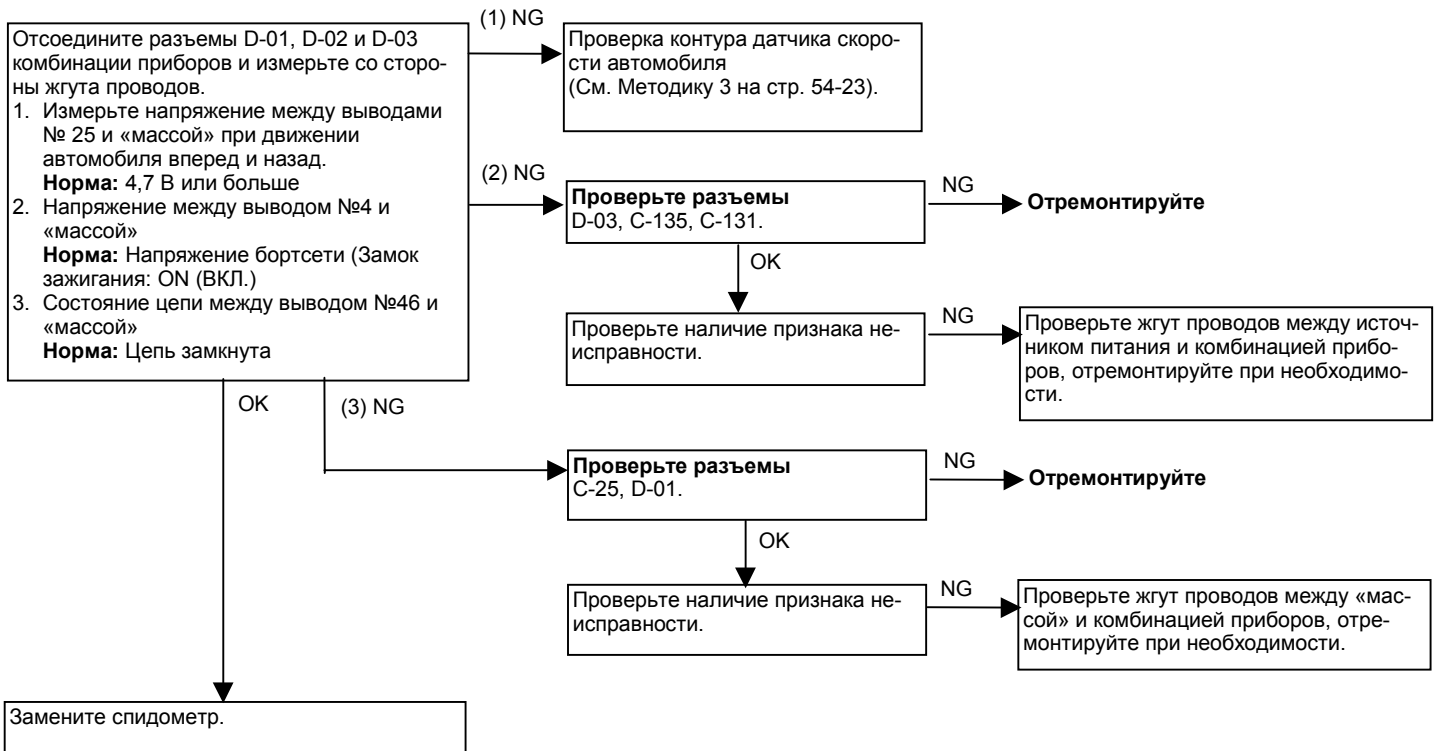 Отсоедините разъемы D-01, D-02 и D-03
комбинации приборов и измерьте со сторо-
ны жгута проводов.
1. Измерьте напряжение между выводами
№ 25 и «массой» при движении
автомобиля вперед и назад.
Норма: 4,7 В или больше
2. Напряжение между выводом №4 и
«массой»
Норма: Напряжение бортсети (Замок
зажигания: ON (ВКЛ.)
3. Состояние цепи между выводом №46 и
«массой»
Норма: Цепь замкнута
(1) NG
Проверка контура датчика скоро-
сти автомобиля
(См. Методику 3 на стр. 54-23).
(2) NG
Проверьте разъемы
D-03, C-135, C-131.
NG
Отремонтируйте
OK
Проверьте наличие признака не-
исправности.
NG
Проверьте жгут проводов между источ-
ником питания и комбинацией прибо-
ров, отремонтируйте при необходимо-
сти.
OK
(3) NG
Проверьте разъемы
C-25, D-01.
NG
Отремонтируйте
OK
Проверьте наличие признака не-
исправности.
NG
Проверьте жгут проводов между «мас-
сой» и комбинацией приборов, отре-
монтируйте при необходимости.
Замените спидометр.